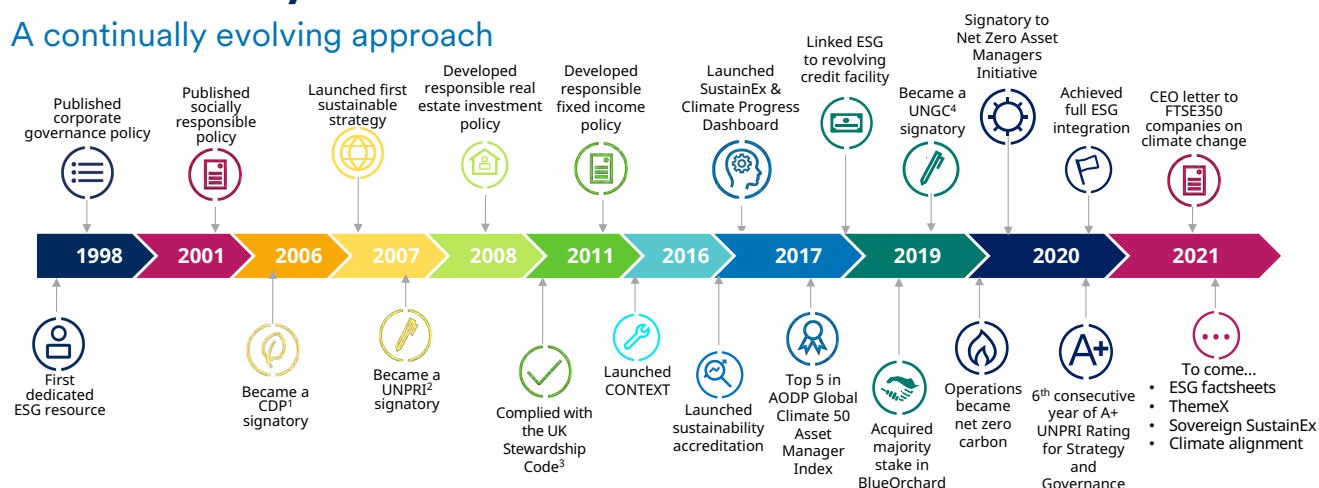 A continually evolving approach
Published
corporate
governance policy
Published
socially
responsible
policy
Launched first
sustainable
strategy
Developed
responsible real
estate investment
policy
Developed
responsible
fixed income
policy
Launched
SustainEx &
Climate Progress
Dashboard
Linked ESG
to revolving
credit facility
Became a
UNGC⁴
signatory
Signatory to
Net Zero Asset
Managers
Initiative
Achieved
full ESG
integration
CEO letter to
FTSE350
companies on
climate change
1998
2001
2006
2007
2008
2011
2016
2017
2019
2020
2021
First
dedicated
ESG resource
Became a
CDP¹
signatory
Became a
UNPRI²
signatory
Complied with
the UK
Stewardship
Code³
Launched
CONTEXT
Launched
sustainability
accreditation
Top 5 in
AODP Global
Climate 50
Asset
Manager
Index
Acquired
majority
stake in
BlueOrchard
Operations
became
net zero
carbon
A+
6th consecutive
year of A+
UNPRI Rating
for Strategy
and
Governance
To come...
• ESG factsheets
• ThemeX
• Sovereign SustainEx
• Climate alignment